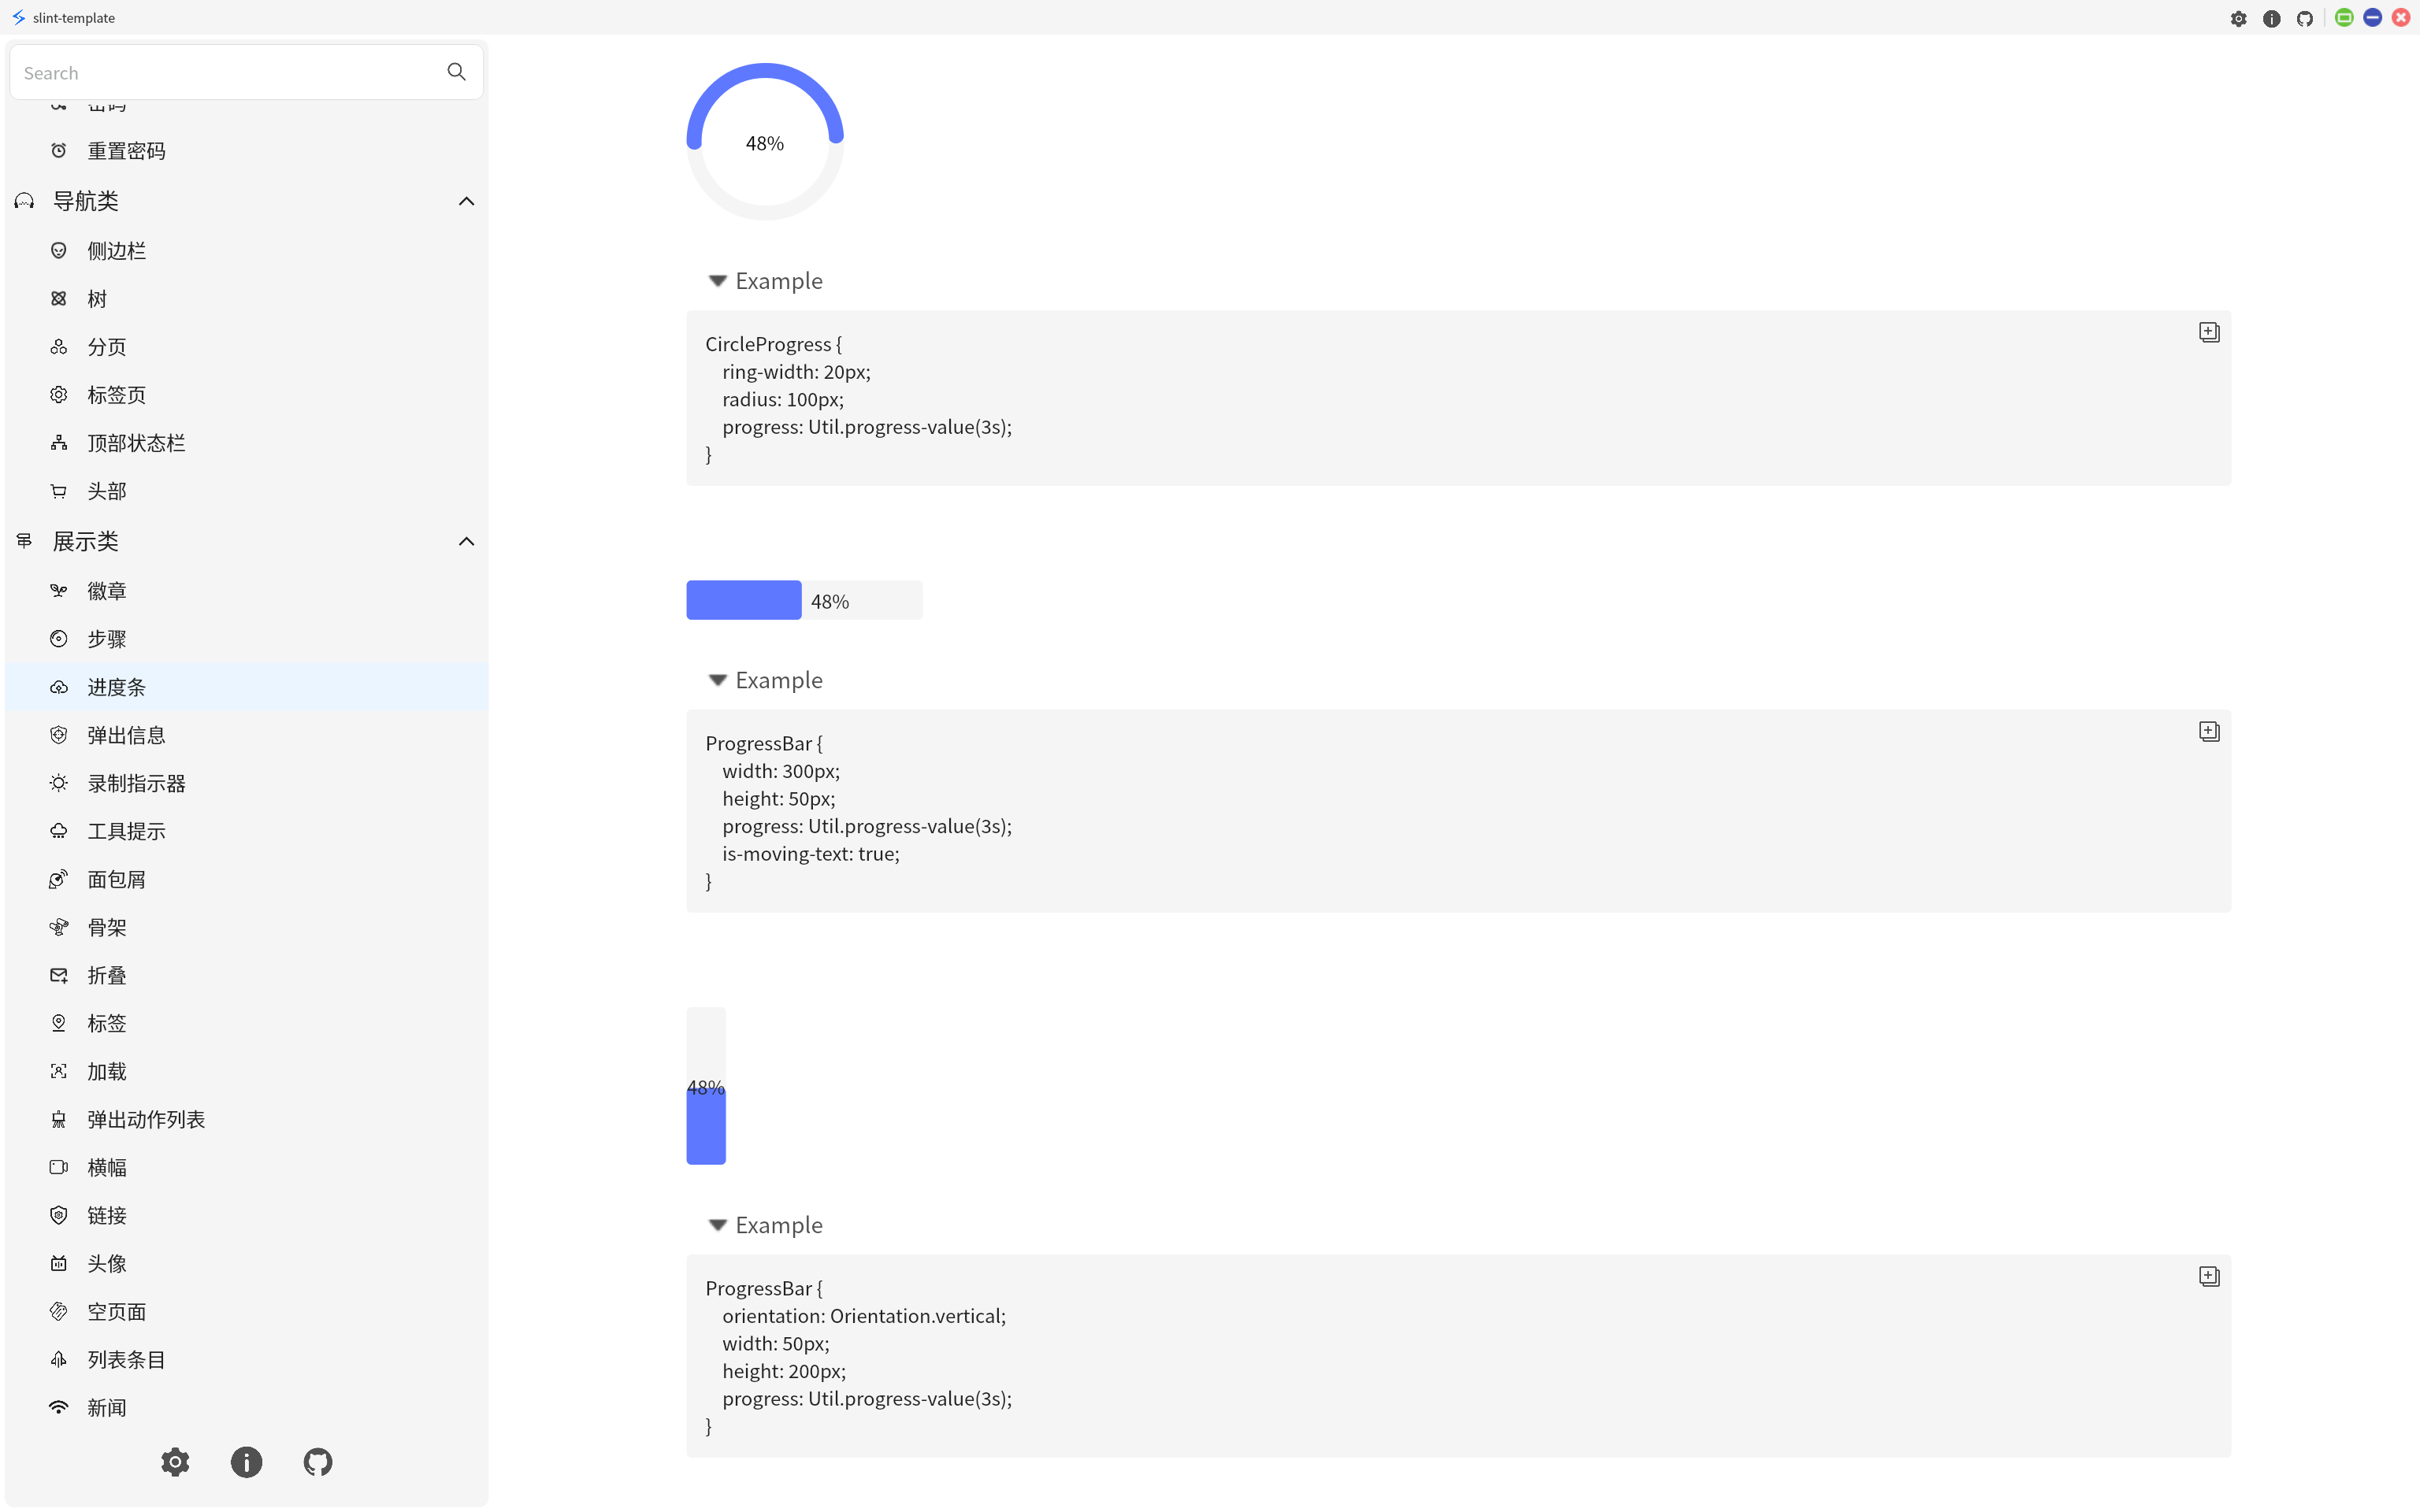 slint-template
Search
密码
重置密码
导航类
侧边栏
树
分页
标签页
顶部状态栏
头部
展示类
徽章
步骤
进度条
弹出信息
录制指示器
工具提示
面包屑
骨架
折叠
标签
加载
弹出动作列表
横幅
链接
头像
空页面
列表条目
新闻
48%
Example
CircleProgress {
    ring-width: 20px;
    radius: 100px;
    progress: Util.progress-value(3s);
}
48%
Example
ProgressBar {
    width: 300px;
    height: 50px;
    progress: Util.progress-value(3s);
    is-moving-text: true;
}
48%
Example
ProgressBar {
    orientation: Orientation.vertical;
    width: 50px;
    height: 200px;
    progress: Util.progress-value(3s);
}